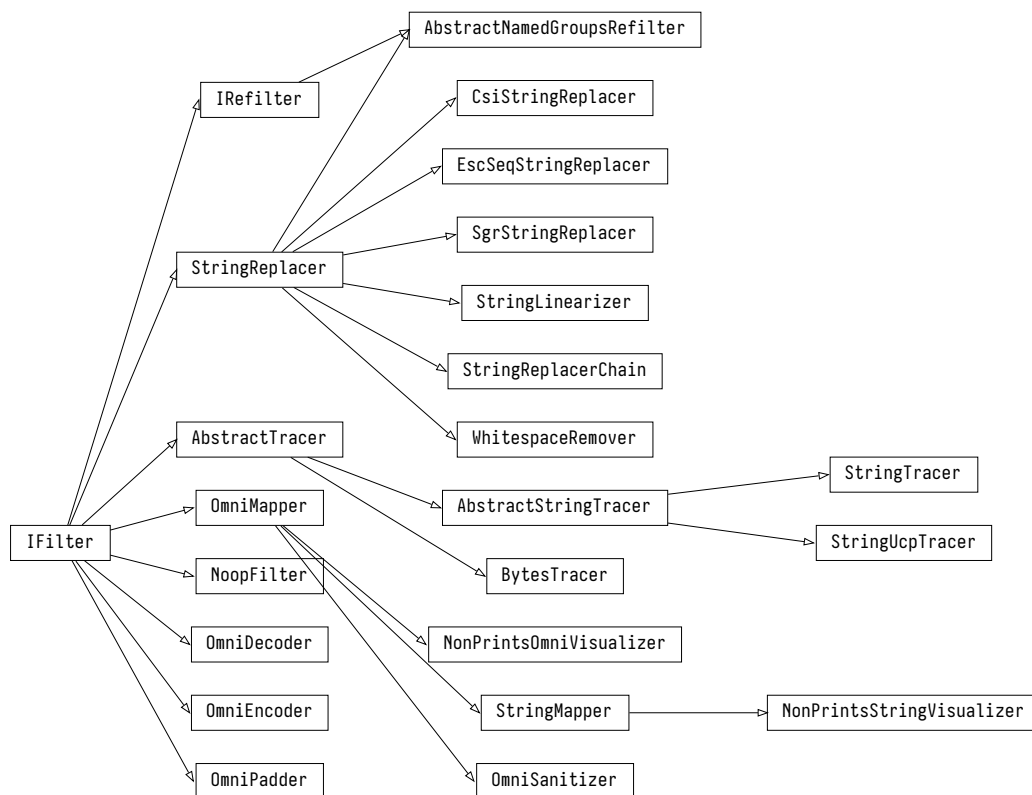 AbstractNamedGroupsRefilter
IRefilter
CsiStringReplacer
EscSeqStringReplacer
SgrStringReplacer
StringReplacer
StringLinearizer
StringReplacerChain
AbstractTracer
WhitespaceRemover
StringTracer
OmniMapper
AbstractStringTracer
IFilter
StringUcpTracer
NoopFilter
BytesTracer
OmniDecoder
NonPrintsOmniVisualizer
OmniEncoder
StringMapper
NonPrintsStringVisualizer
OmniPadder
OmniSanitizer